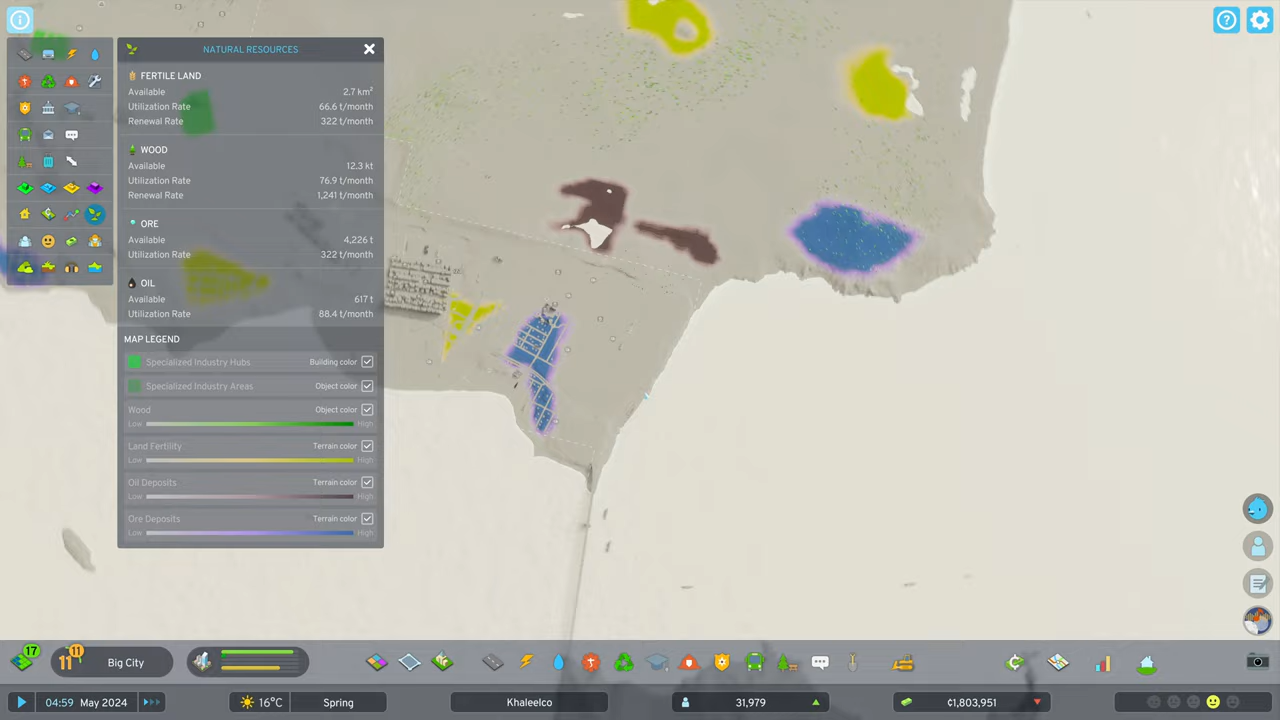 NATURAL RESOURCES
FERTILE LAND
Available 2.7 km²
Utilization Rate 66.6 t/month
Renewal Rate 322 t/month
WOOD
Available 12.3 kt
Utilization Rate 76.9 t/month
Renewal Rate 1,241 t/month
ORE
Available 4,226 t
Utilization Rate 322 t/month
OIL
Available 617 t
Utilization Rate 88.4 t/month
MAP LEGEND
Specialized Industry Hubs Building color
Specialized Industry Areas Object color
Wood Object color
Low High
Land Fertility Terrain color
Low High
Oil Deposits Terrain color
Low High
Ore Deposits Terrain color
Low High
17 11 11 Big City
04:59 May 2024 16°C Spring Khaleelco 31,979 ¢1,803,951